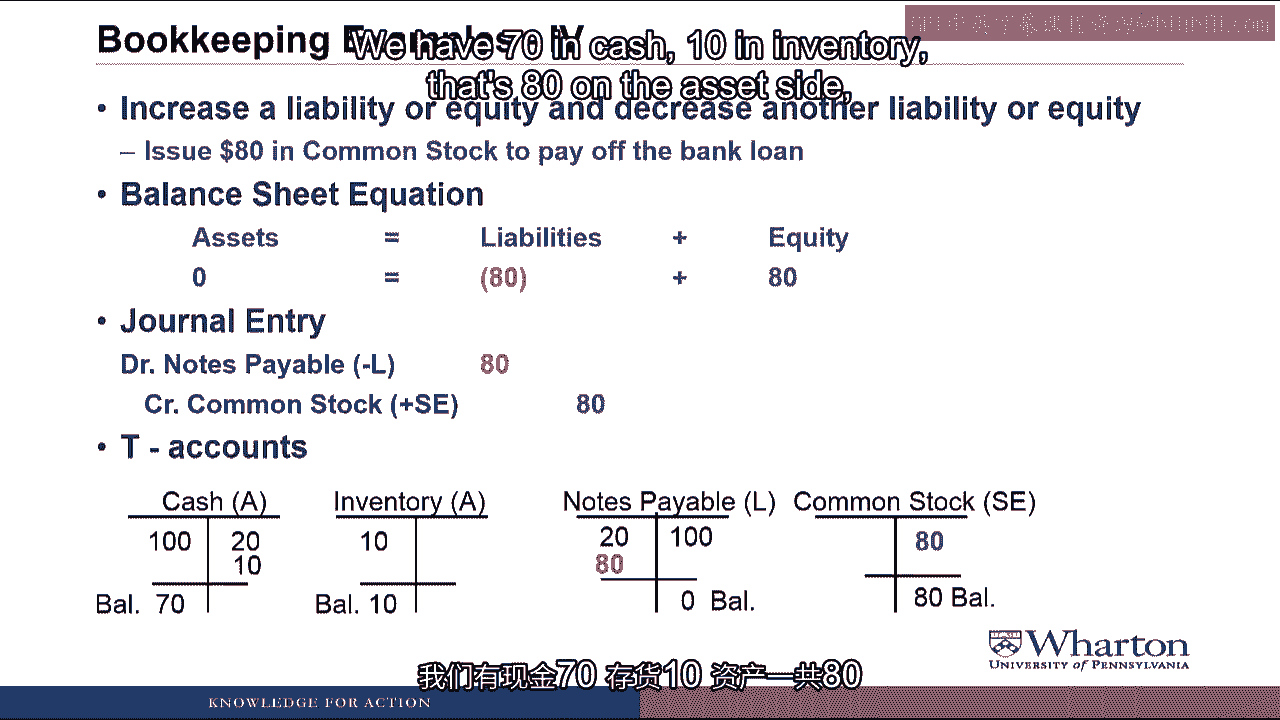 Bookkeeping Examples IV
We have 70 in cash, 10 in inventory,
that's 80 on the asset side,
• Increase a liability or equity and decrease another liability or equity
– Issue $80 in Common Stock to pay off the bank loan
• Balance Sheet Equation
Assets = Liabilities + Equity
0 = (80) + 80
• Journal Entry
Dr. Notes Payable (-L) 80
Cr. Common Stock (+SE) 80
• T - accounts
Cash (A) Inventory (A) Notes Payable (L) Common Stock (SE)
100 20 10 20 100 80
10 80
Bal. 70 Bal. 10 0 Bal. 80 Bal.
Wharton
UNIVERSITY of PENNSYLVANIA
我们有现金70 存货10 资产一共80
KNOWLEDGE FOR ACTION